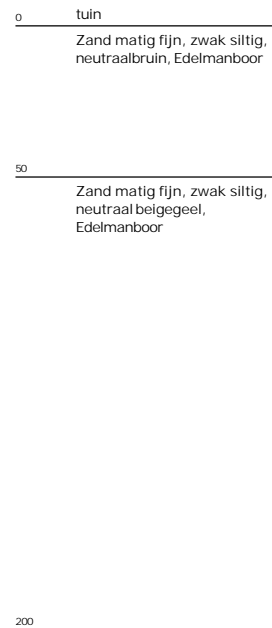 0 tuin
Zand matig fijn, zwak siltig,
neutraalbruin, Edelmanboor
50
Zand matig fijn, zwak siltig,
neutraal beigegeel,
Edelmanboor
200